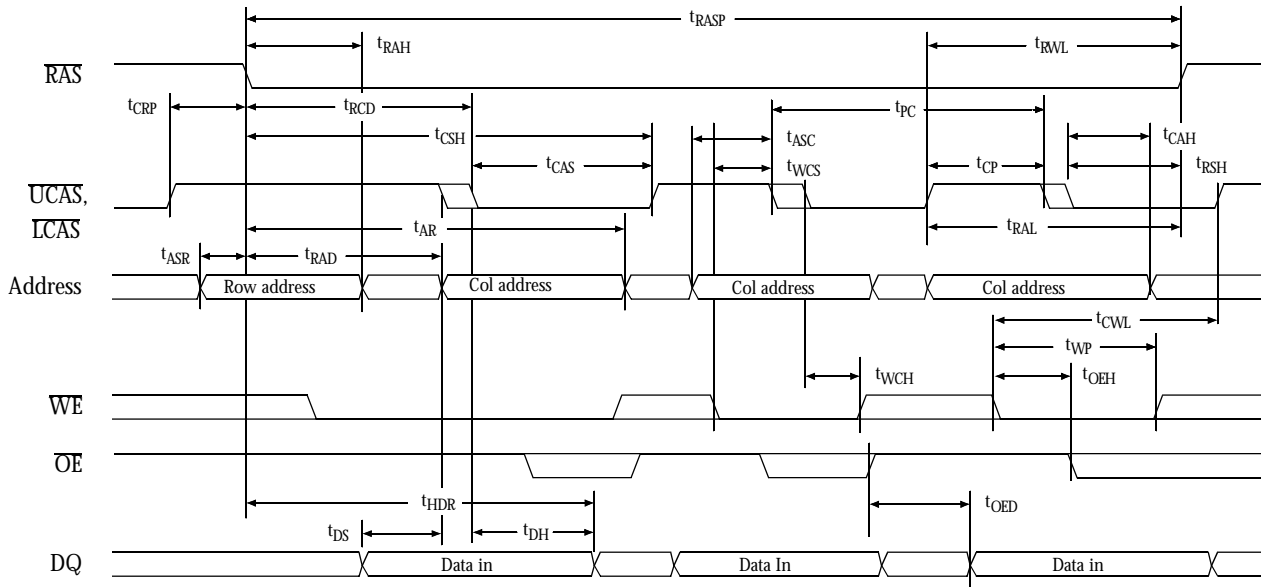 tRASP
tRAH
tRWL
RAS
tCRP
tRCD
tPC
tCSH
tASC
tCAH
tCAS
tWCS
tCP
tRSH
UCAS,
LCAS
tAR
tRAL
tASR
tRAD
Address
Row address
Col address
Col address
Col address
tCWL
tWP
tWCH
tOEH
WE
OE
tHDR
tOED
tDS
tDH
DQ
Data in
Data In
Data in